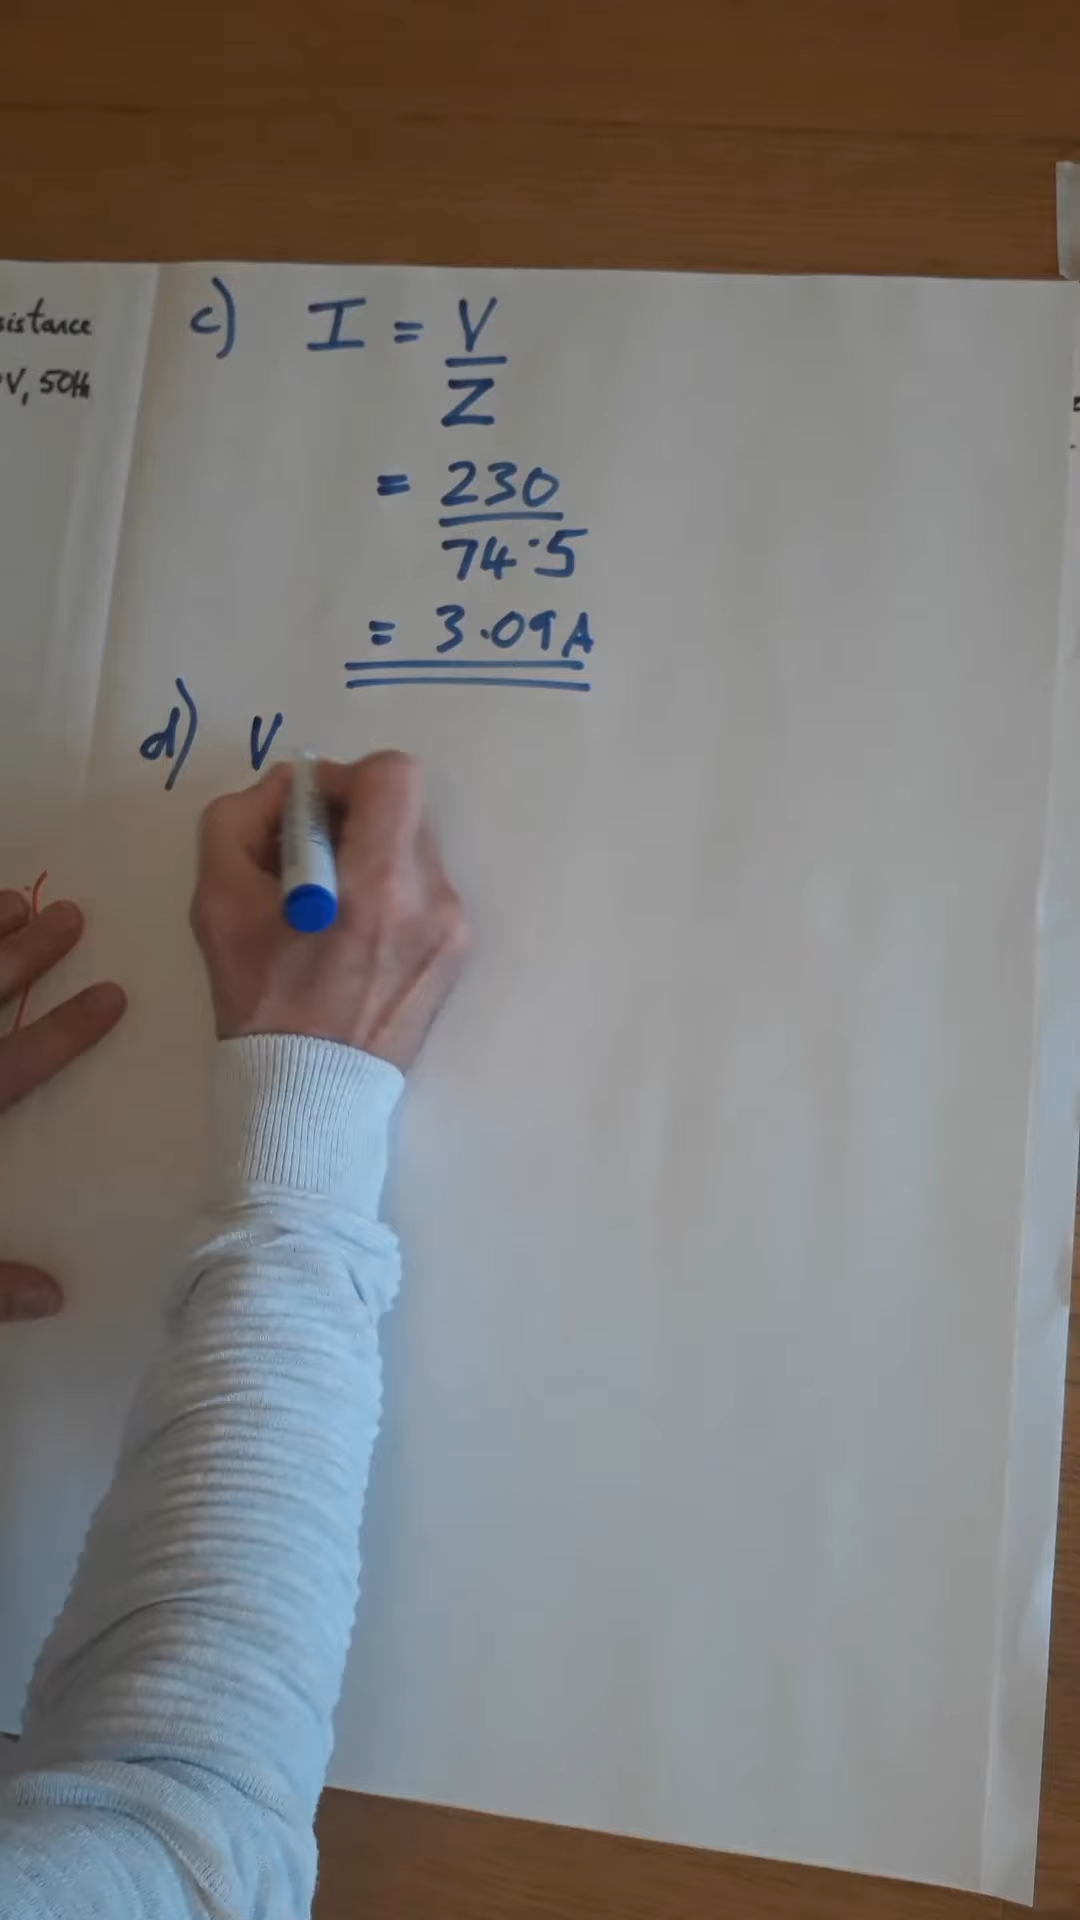 sistance
V, 50Hz
c) I = V
Z
= 230
74.5
= 3.09A
d) V